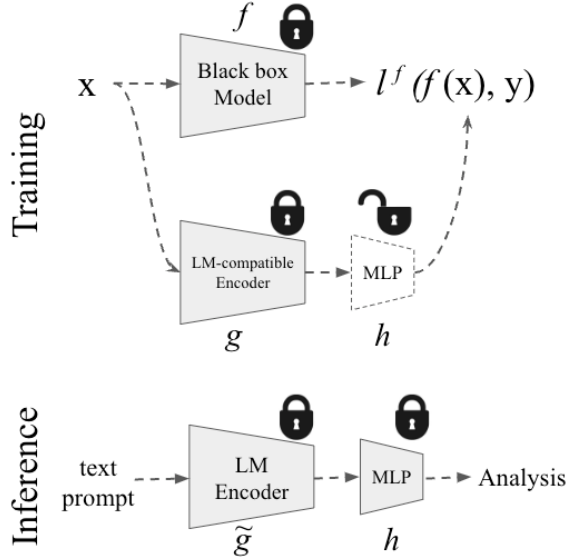 Training
f
x
Black box
Model
l^f (f(x), y)
LM-compatible
Encoder
MLP
g
h
Inference
text
prompt
LM
Encoder
MLP
Analysis
g̃
h